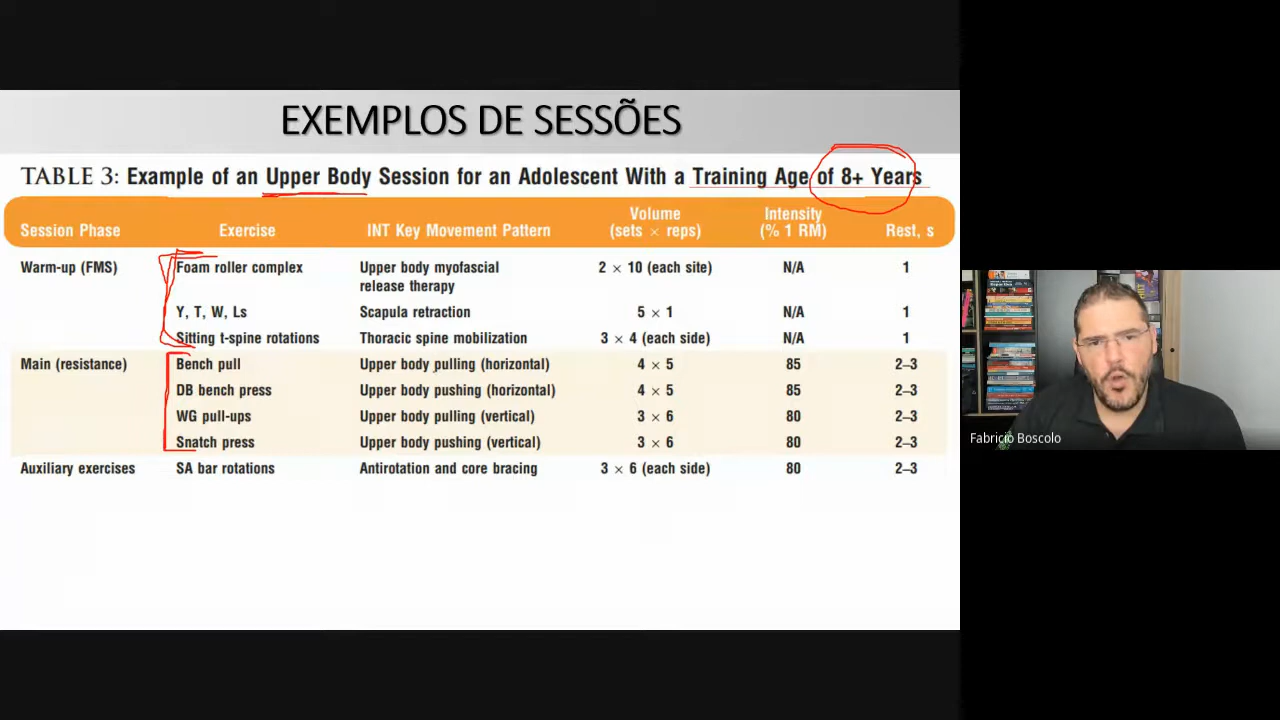 EXEMPLOS DE SESSÕES
TABLE 3: Example of an Upper Body Session for an Adolescent With a Training Age of 8+ Years
Session Phase Exercise INT Key Movement Pattern Volume (sets × reps) Intensity (% 1 RM) Rest, s
Warm-up (FMS) Foam roller complex Upper body myofascial release therapy 2 × 10 (each site) N/A 1
Y, T, W, Ls Scapula retraction 5 × 1 N/A 1
Sitting t-spine rotations Thoracic spine mobilization 3 × 4 (each side) N/A 1
Main (resistance) Bench pull Upper body pulling (horizontal) 4 × 5 85 2–3
DB bench press Upper body pushing (horizontal) 4 × 5 85 2–3
WG pull-ups Upper body pulling (vertical) 3 × 6 80 2–3
Snatch press Upper body pushing (vertical) 3 × 6 80 2–3
Auxiliary exercises SA bar rotations Antirotation and core bracing 3 × 6 (each side) 80 2–3
Fabricio Boscolo